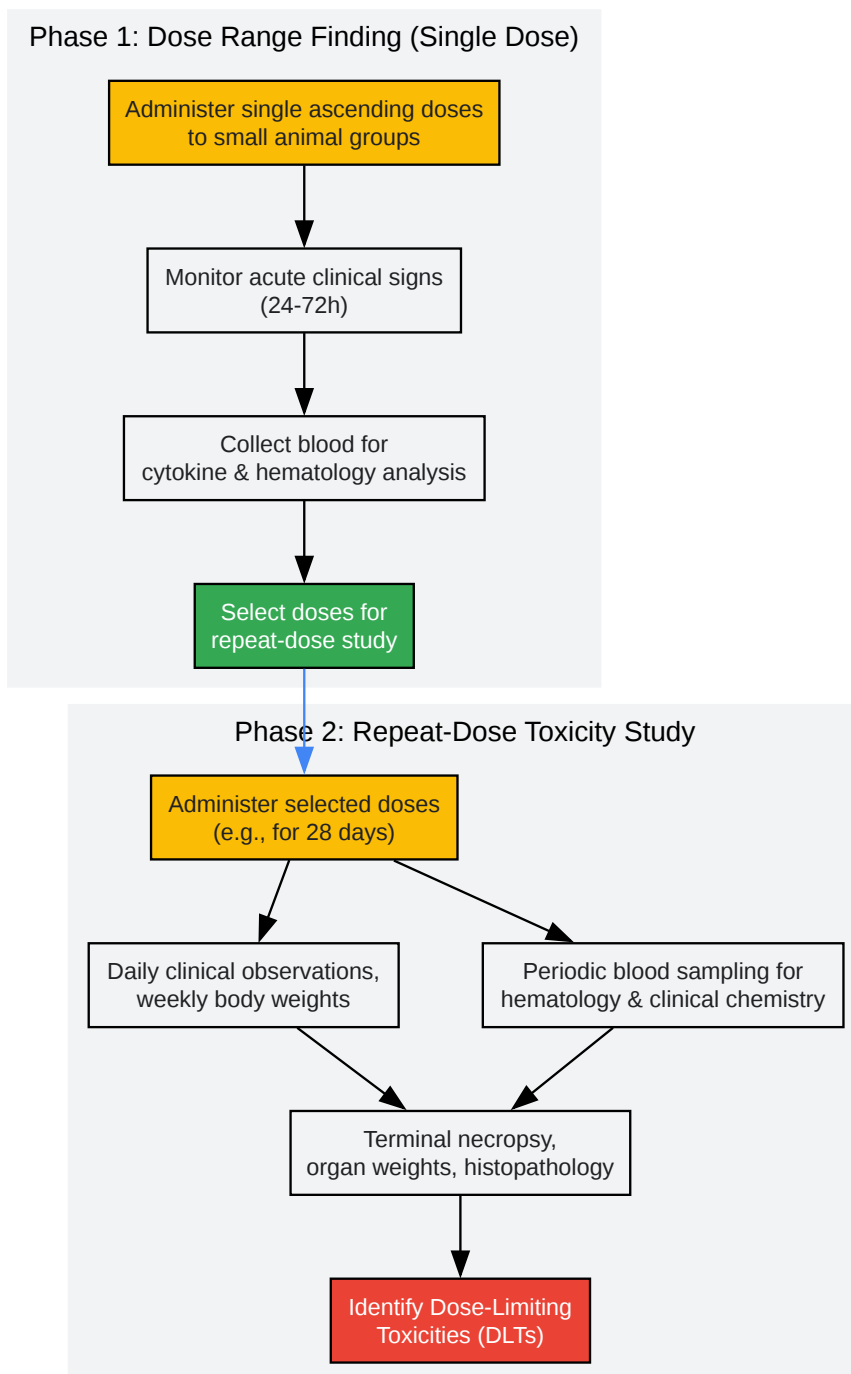 Phase 1: Dose Range Finding (Single Dose)
Administer single ascending doses
to small animal groups
Monitor acute clinical signs
(24-72h)
Collect blood for
cytokine & hematology analysis
Select doses for
repeat-dose study
Phase 2: Repeat-Dose Toxicity Study
Administer selected doses
(e.g., for 28 days)
Daily clinical observations,
weekly body weights
Periodic blood sampling for
hematology & clinical chemistry
Terminal necropsy,
organ weights, histopathology
Identify Dose-Limiting
Toxicities (DLTs)